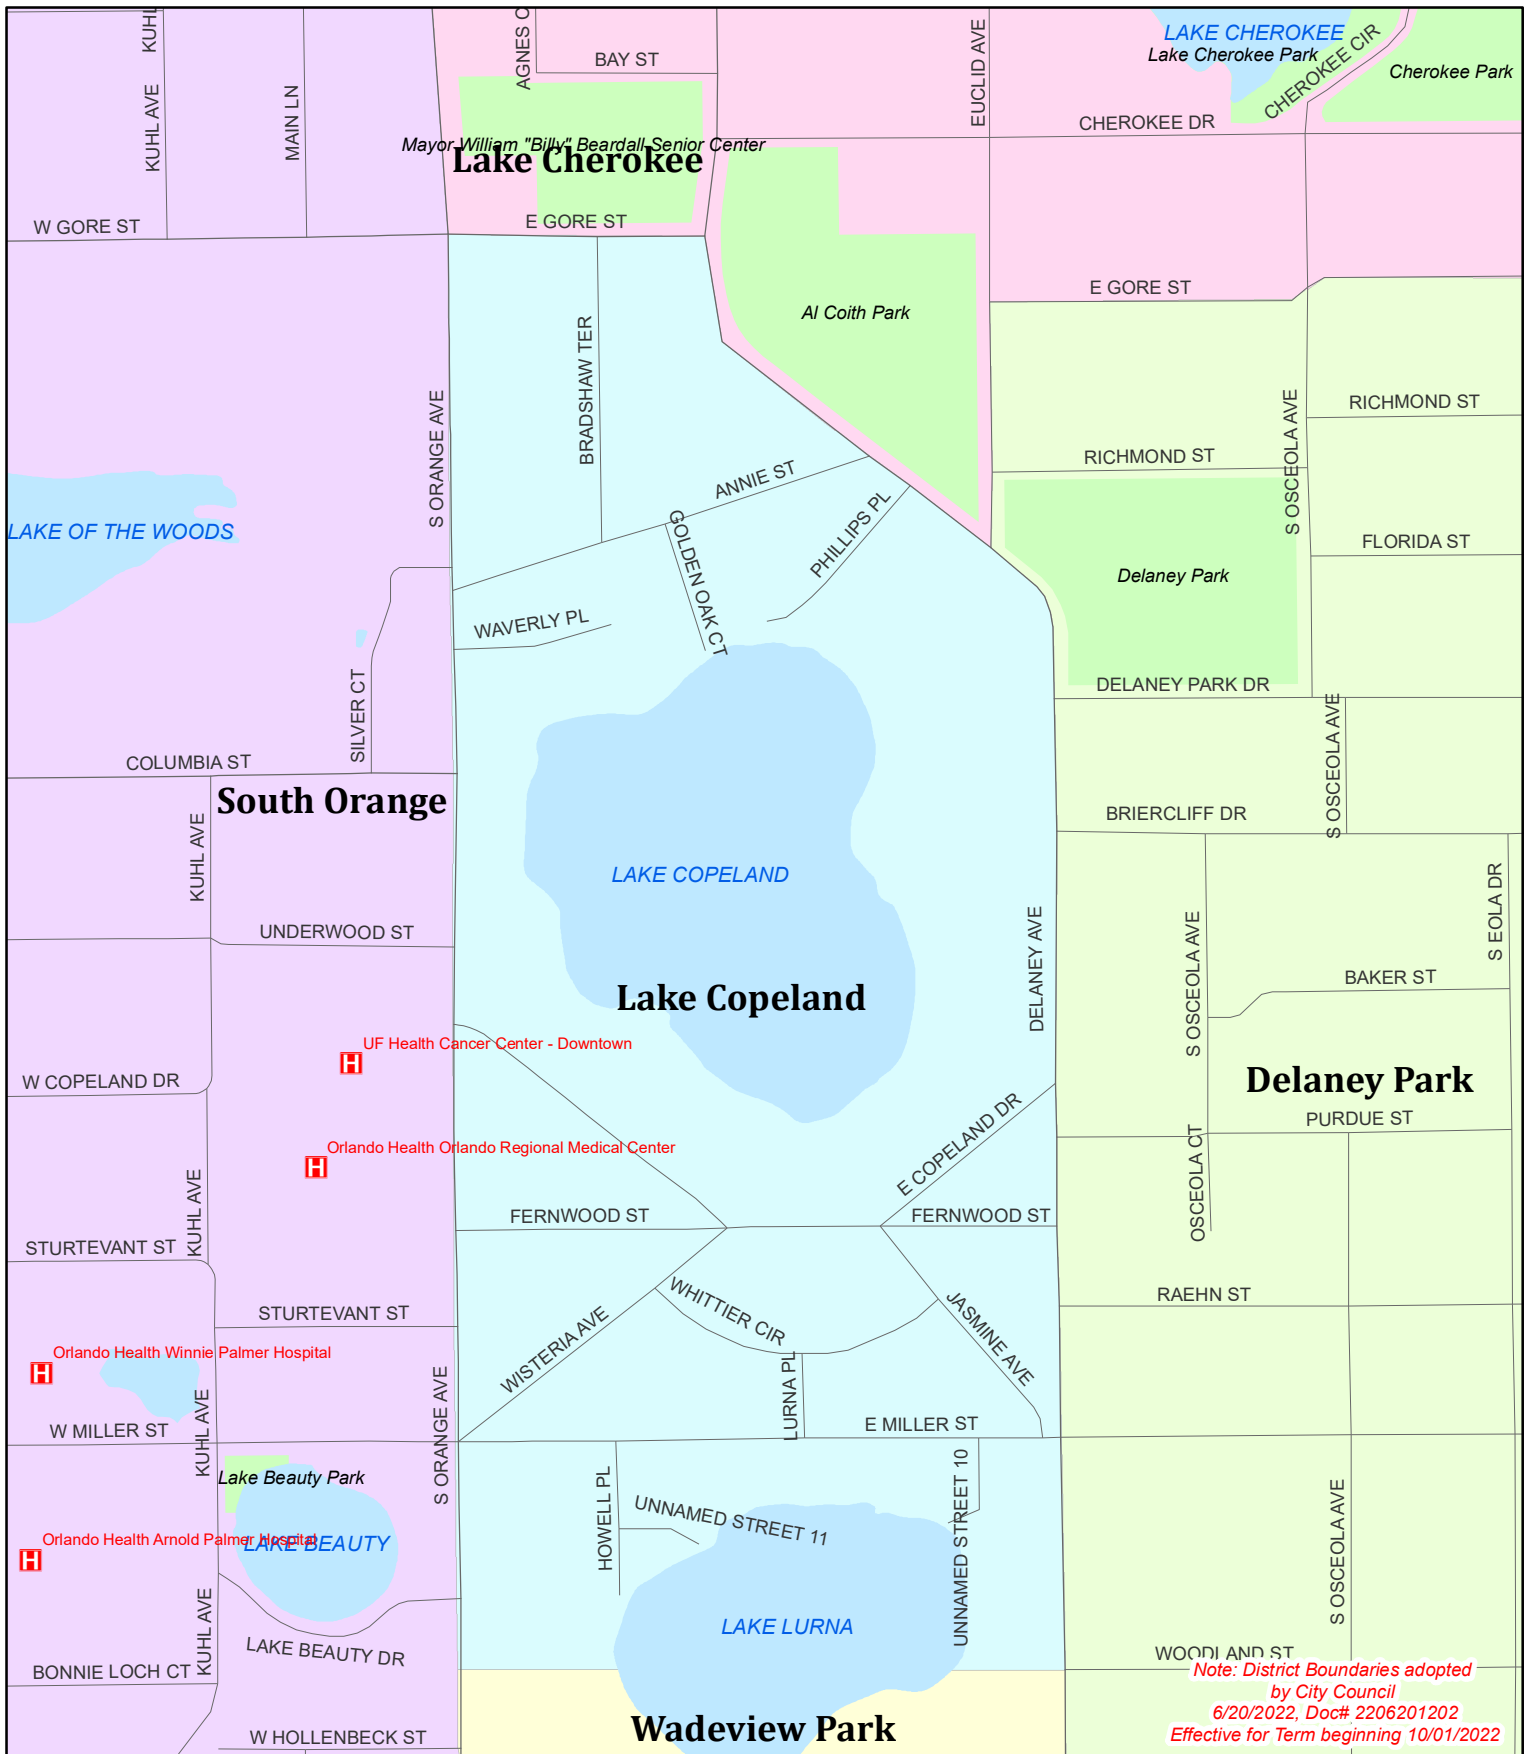 KUHL
AGNES C
BAY ST
EUCLID AVE
LAKE CHEROKEE
Lake Cherokee Park
CHEROKEE CIR
Cherokee Park
KUHL AVE
MAIN LN
CHEROKEE DR
Mayor William "Billy" Beardall Senior Center
Lake Cherokee
W GORE ST
E GORE ST
E GORE ST
Al Coith Park
BRADSHAW TER
S ORANGE AVE
S OSCEOLA AVE
RICHMOND ST
RICHMOND ST
ANNIE ST
LAKE OF THE WOODS
GOLDEN OAK CT
PHILLIPS PL
FLORIDA ST
Delaney Park
WAVERLY PL
SILVER CT
DELANEY PARK DR
S OSCEOLA AVE
COLUMBIA ST
South Orange
BRIERCLIFF DR
KUHL AVE
LAKE COPELAND
S EOLA DR
UNDERWOOD ST
DELANEY AVE
S OSCEOLA AVE
BAKER ST
Lake Copeland
UF Health Cancer Center - Downtown
W COPELAND DR
Delaney Park
E COPELAND DR
PURDUE ST
Orlando Health Orlando Regional Medical Center
OSCEOLA CT
KUHL AVE
FERNWOOD ST
FERNWOOD ST
STURTEVANT ST
RAEHN ST
STURTEVANT ST
WHITTIER CIR
JASMINE AVE
WISTERIA AVE
Orlando Health Winnie Palmer Hospital
LURNA PL
KUHL AVE
S ORANGE AVE
W MILLER ST
E MILLER ST
Lake Beauty Park
HOWELL PL
UNNAMED STREET 11
UNNAMED STREET 10
S OSCEOLA AVE
Orlando Health Arnold Palmer Hospital
LAKE BEAUTY
LAKE LURNA
KUHL AVE
LAKE BEAUTY DR
WOODLAND ST
BONNIE LOCH CT
Note: District Boundaries adopted
by City Council
6/20/2022, Doc# 2206201202
Effective for Term beginning 10/01/2022
Wadeview Park
W HOLLENBECK ST
H
H
H
H